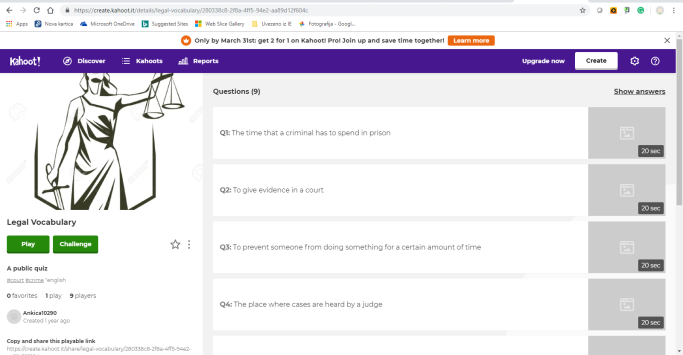 https://create.kahoot.it/details/legal-vocabulary/280338c8-2f8a-4ff5-94e2-aa89d12f604c
Apps
Nova kartica
Microsoft OneDrive
Suggested Sites
Web Slice Gallery
Uvezeno iz IE
Fotografija - Googl...
Only by March 31st: get 2 for 1 on Kahoot! Pro! Join up and save time together!
Learn more
Kahoot!
Discover
Kahoots
Reports
Upgrade now
Create
Questions (9)
Show answers
Q1: The time that a criminal has to spend in prison
20 sec
Q2: To give evidence in a court
20 sec
Q3: To prevent someone from doing something for a certain amount of time
20 sec
Q4: The place where cases are heard by a judge
20 sec
Legal Vocabulary
Play
Challenge
A public quiz
#court #crime #english
0 favorites 1 play 9 players
Ankica10290
Created 1 year ago
Copy and share this playable link
https://create.kahoot.it/share/legal-vocabulary/280338c8-2f8a-4ff5-94e2-